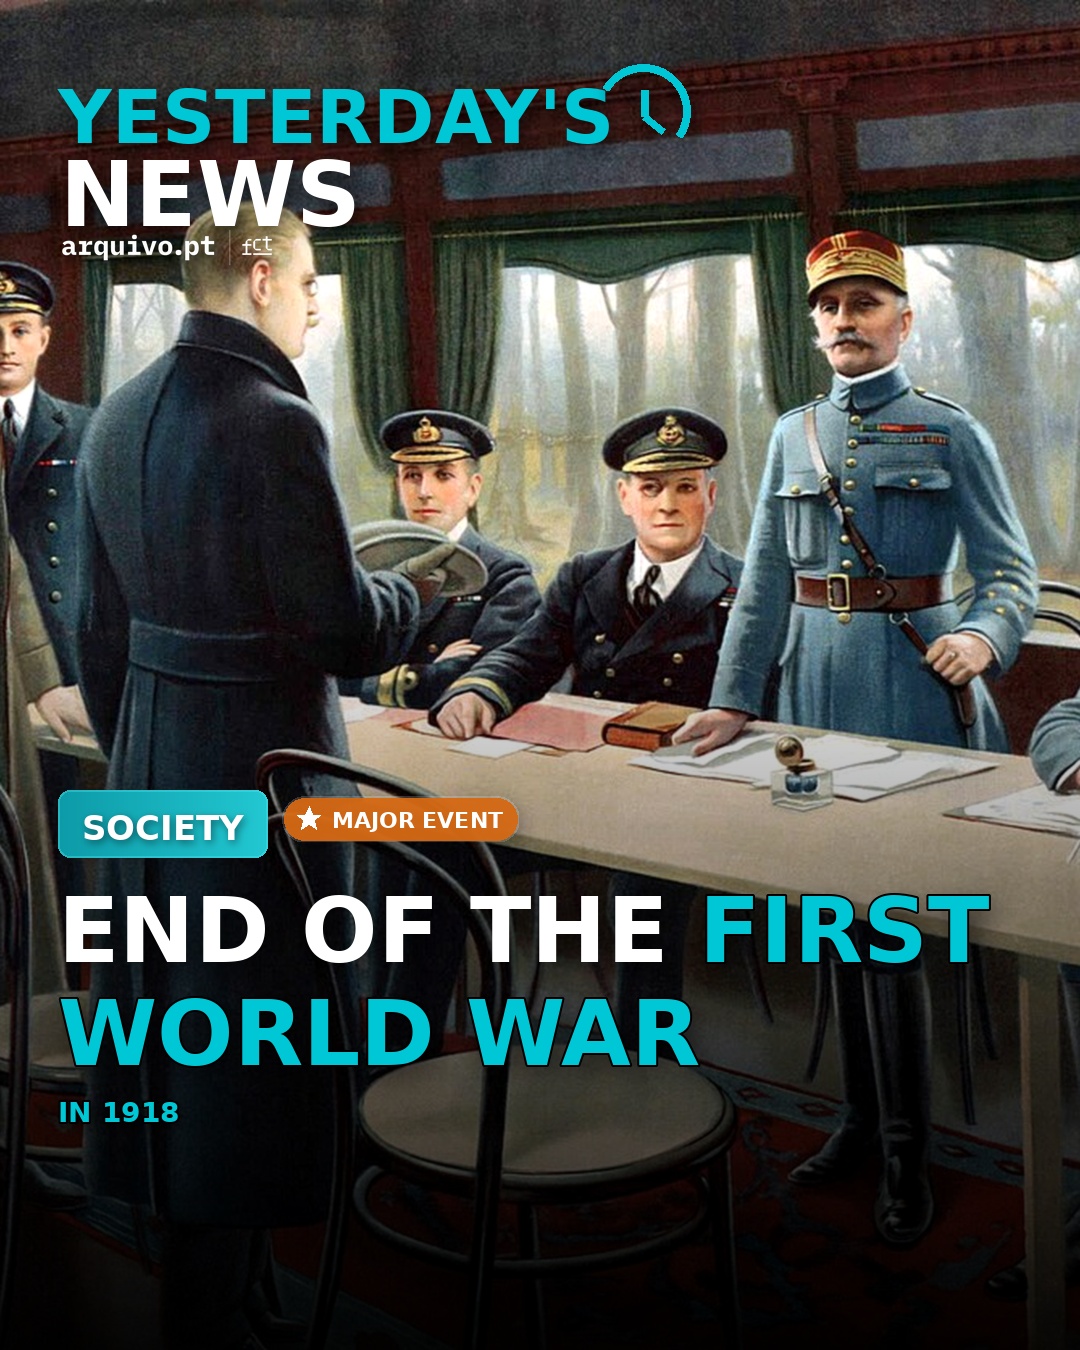 YESTERDAY'S
NEWS
arquivo.pt | fct
SOCIETY
MAJOR EVENT
END OF THE FIRST
WORLD WAR
IN 1918